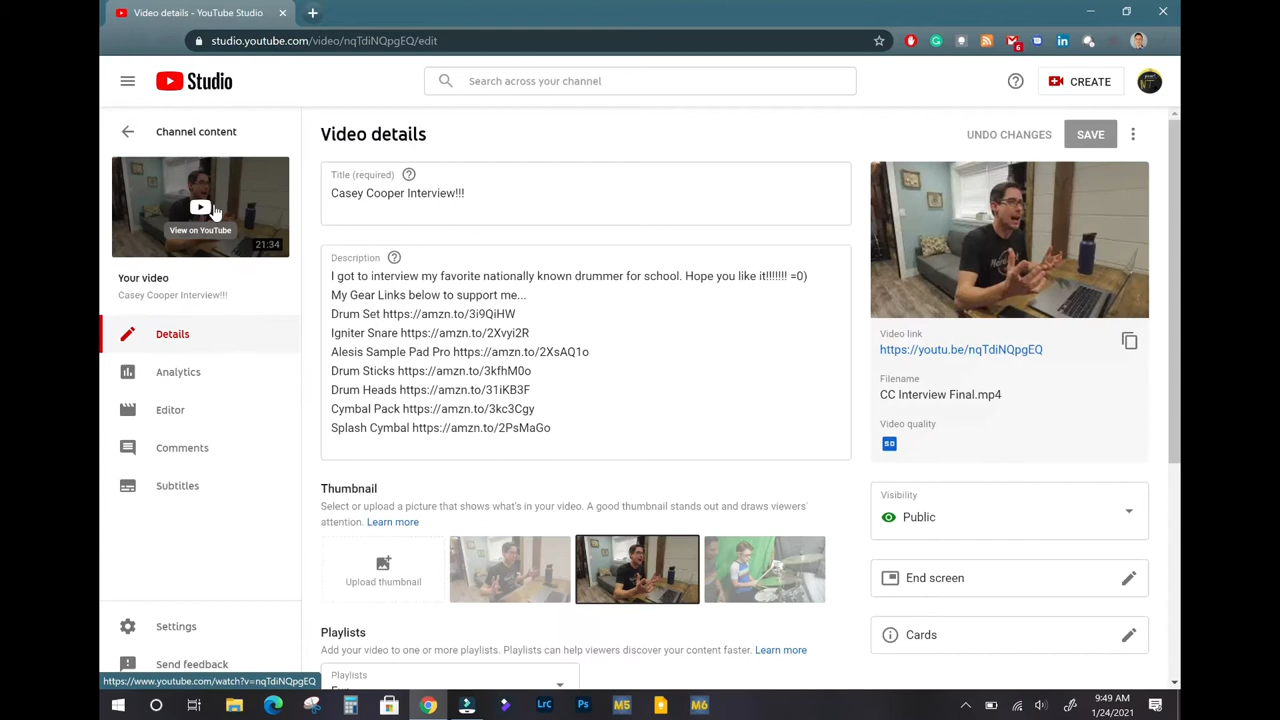 Video details - YouTube Studio
studio.youtube.com/video/nqTdiNQpgEQ/edit
6
Studio
Search across your channel
CREATE
Channel content
Video details
UNDO CHANGES
SAVE
View on YouTube
21:34
Your video
Casey Cooper Interview!!!
Details
Analytics
Editor
Comments
Subtitles
Settings
Send feedback
Title (required)
Casey Cooper Interview!!!
Description
I got to interview my favorite nationally known drummer for school. Hope you like it!!!!!!! =0)
My Gear Links below to support me...
Drum Set https://amzn.to/3i9QiHW
Igniter Snare https://amzn.to/2Xvyi2R
Alesis Sample Pad Pro https://amzn.to/2XsAQ1o
Drum Sticks https://amzn.to/3kfhM0o
Drum Heads https://amzn.to/31iKB3F
Cymbal Pack https://amzn.to/3kc3Cgy
Splash Cymbal https://amzn.to/2PsMaGo
Thumbnail
Select or upload a picture that shows what's in your video. A good thumbnail stands out and draws viewers'
attention. Learn more
Upload thumbnail
Playlists
Add your video to one or more playlists. Playlists can help viewers discover your content faster. Learn more
Playlists
Video link
https://youtu.be/nqTdiNQpgEQ
Filename
CC Interview Final.mp4
Video quality
SD
Visibility
Public
End screen
Cards
https://www.youtube.com/watch?v=nqTdiNQpgEQ
LrC
Ps
M5
M6
9:49 AM
1/24/2021